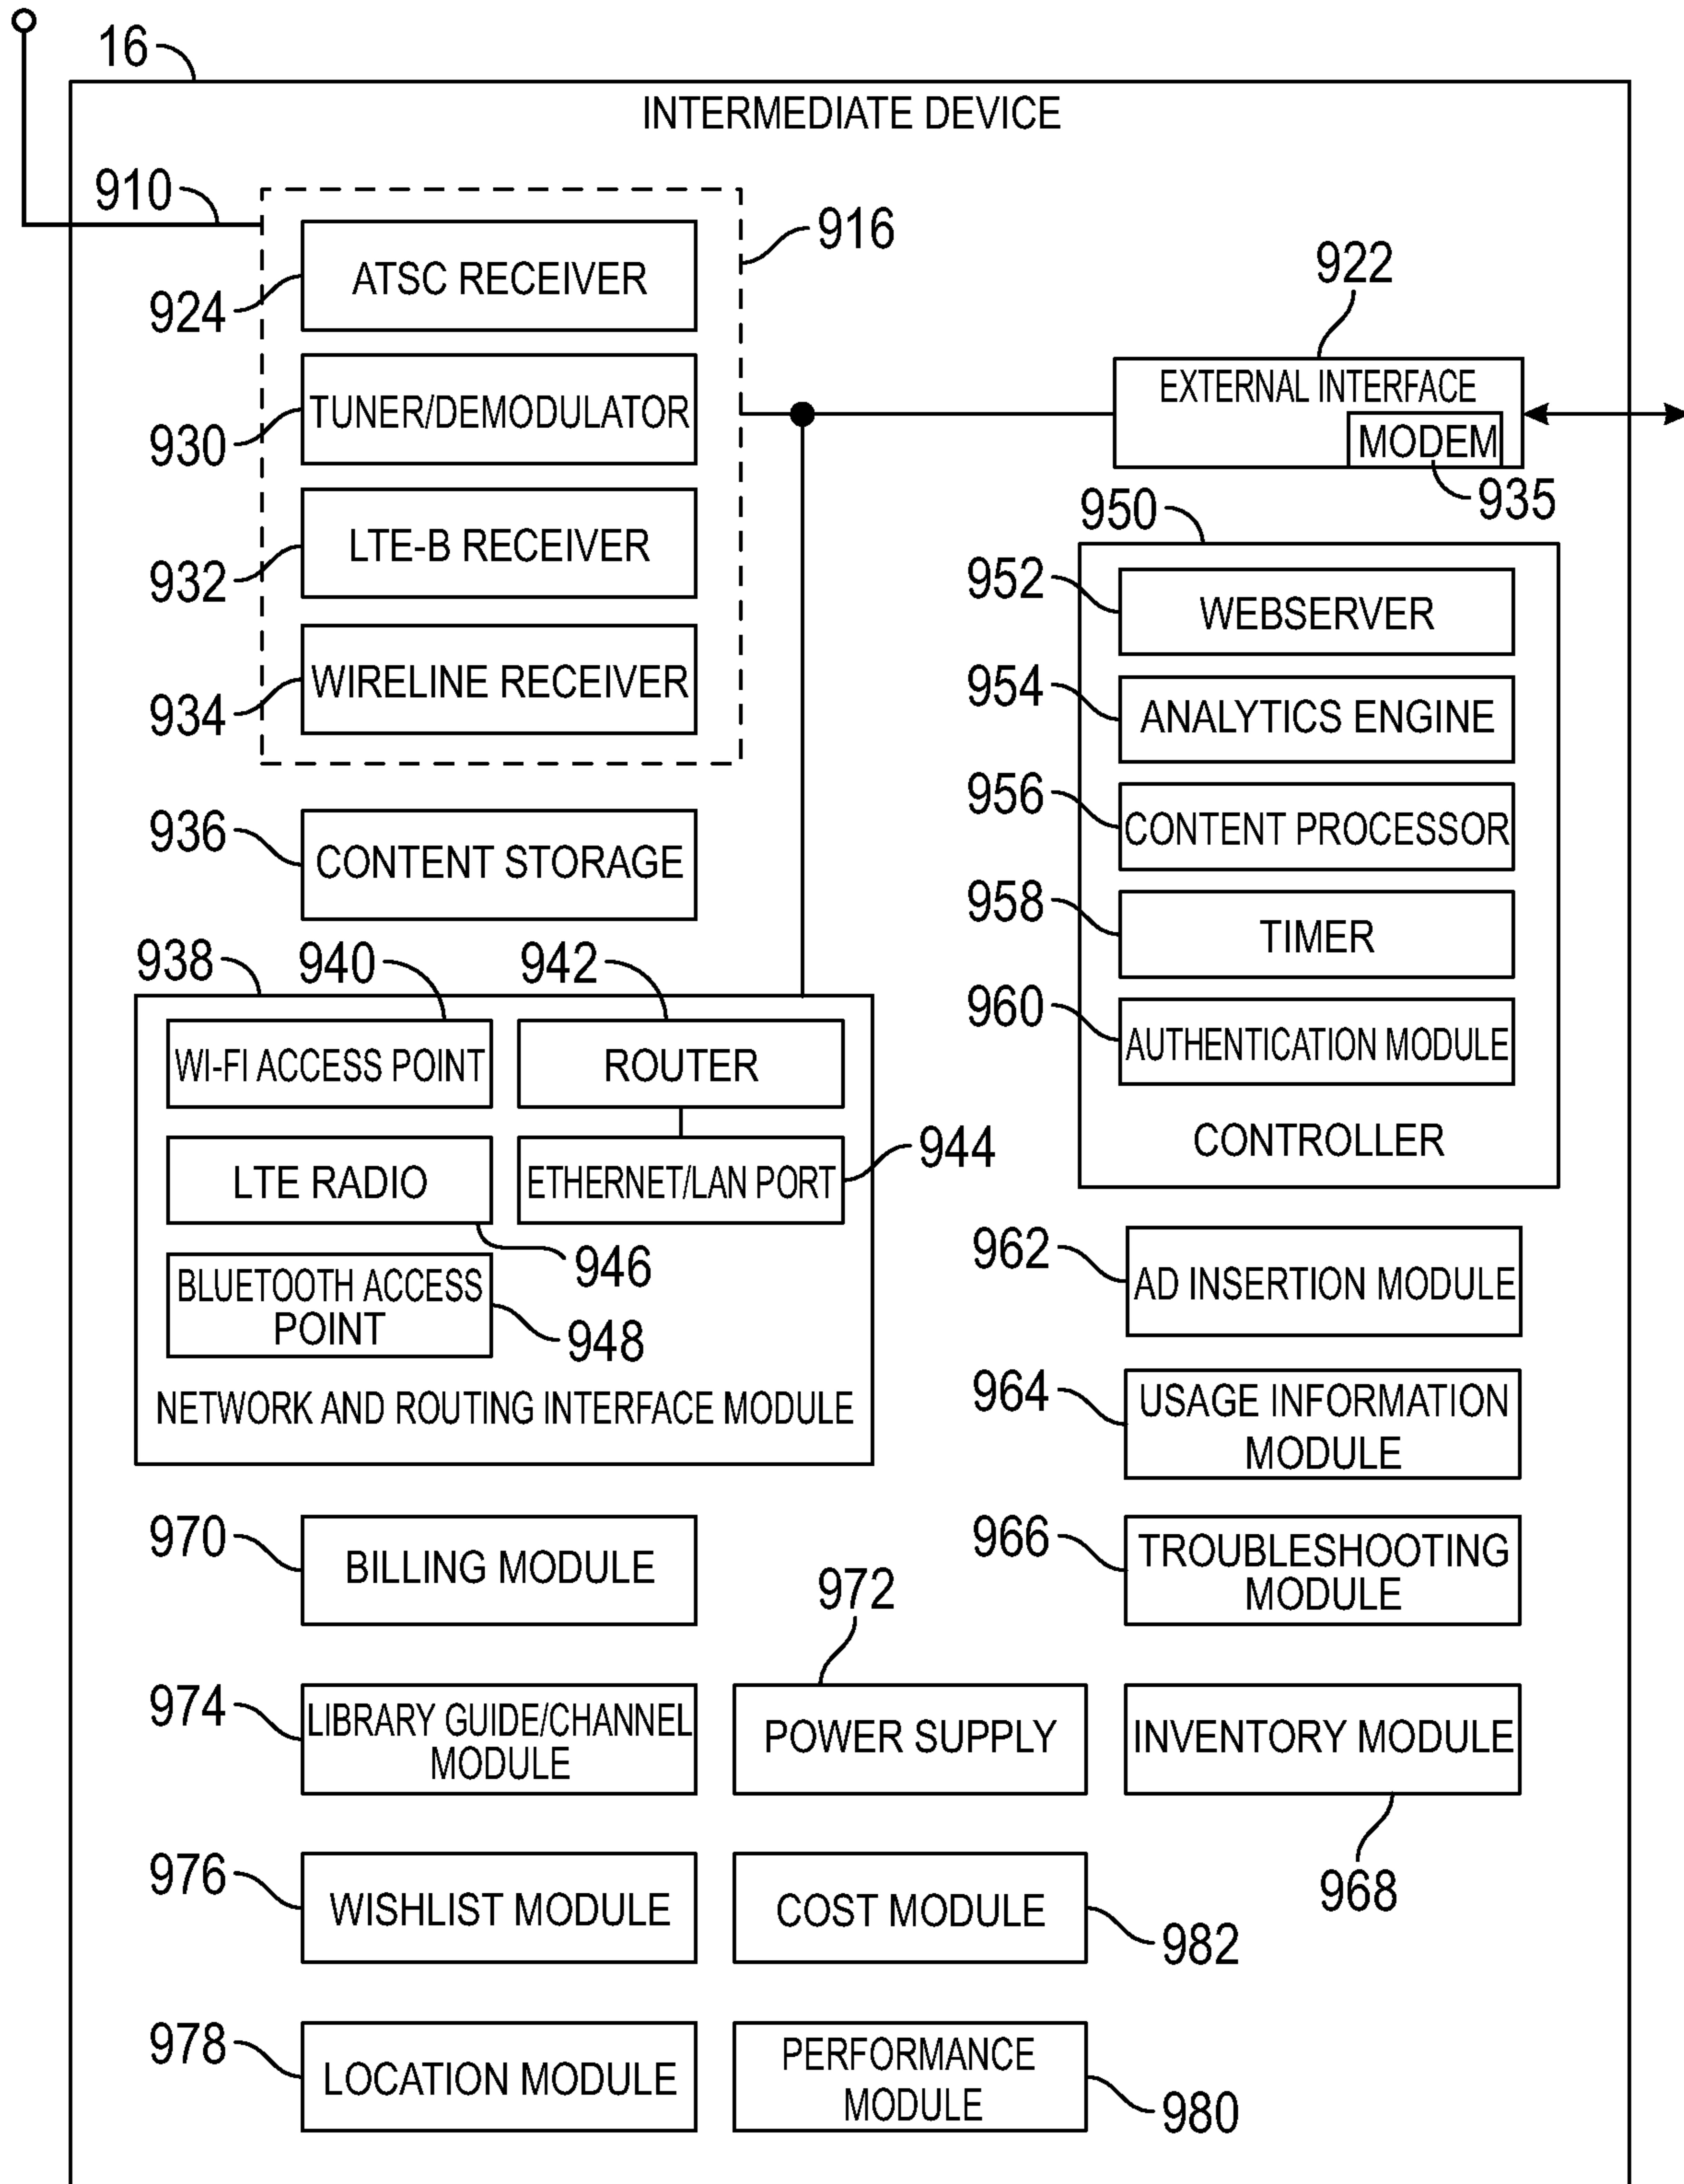 16
INTERMEDIATE DEVICE
910
916
ATSC RECEIVER
924
922
EXTERNAL INTERFACE
MODEM
935
TUNER/DEMODULATOR
930
LTE-B RECEIVER
932
WIRELINE RECEIVER
934
950
952
WEBSERVER
954
ANALYTICS ENGINE
956
CONTENT PROCESSOR
958
TIMER
960
AUTHENTICATION MODULE
CONTROLLER
936
CONTENT STORAGE
938
940
942
WI-FI ACCESS POINT
ROUTER
LTE RADIO
ETHERNET/LAN PORT
944
946
BLUETOOTH ACCESS
POINT
948
NETWORK AND ROUTING INTERFACE MODULE
962
AD INSERTION MODULE
964
USAGE INFORMATION
MODULE
970
BILLING MODULE
966
TROUBLESHOOTING
MODULE
972
974
LIBRARY GUIDE/CHANNEL
MODULE
POWER SUPPLY
INVENTORY MODULE
968
976
WISHLIST MODULE
COST MODULE
982
978
LOCATION MODULE
PERFORMANCE
MODULE
980